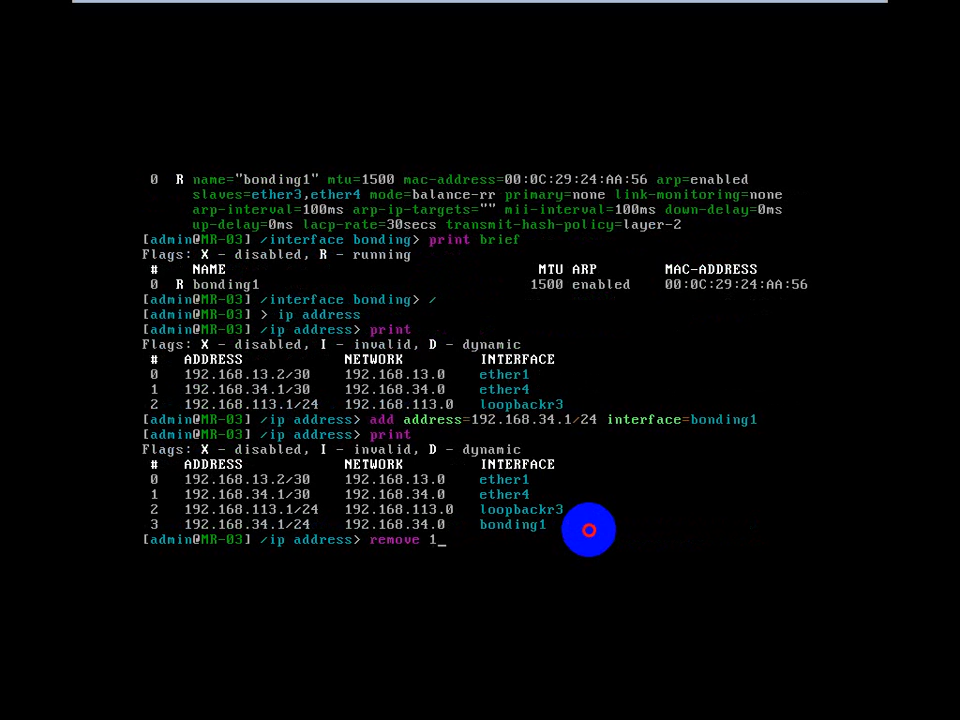 0 R name="bonding1" mtu=1500 mac-address=00:0C:29:24:AA:56 arp=enabled
slaves=ether3,ether4 mode=balance-rr primary=none link-monitoring=none
arp-interval=100ms arp-ip-targets="" mii-interval=100ms down-delay=0ms
up-delay=0ms lacp-rate=30secs transmit-hash-policy=layer-2
[admin@MR-03] /interface bonding> print brief
Flags: X - disabled, R - running
# NAME MTU ARP MAC-ADDRESS
0 R bonding1 1500 enabled 00:0C:29:24:AA:56
[admin@MR-03] /interface bonding> /
[admin@MR-03] > ip address
[admin@MR-03] /ip address> print
Flags: X - disabled, I - invalid, D - dynamic
# ADDRESS NETWORK INTERFACE
0 192.168.13.2/30 192.168.13.0 ether1
1 192.168.34.1/30 192.168.34.0 ether4
2 192.168.113.1/24 192.168.113.0 loopbackr3
[admin@MR-03] /ip address> add address=192.168.34.1/24 interface=bonding1
[admin@MR-03] /ip address> print
Flags: X - disabled, I - invalid, D - dynamic
# ADDRESS NETWORK INTERFACE
0 192.168.13.2/30 192.168.13.0 ether1
1 192.168.34.1/30 192.168.34.0 ether4
2 192.168.113.1/24 192.168.113.0 loopbackr3
3 192.168.34.1/24 192.168.34.0 bonding1
[admin@MR-03] /ip address> remove 1_